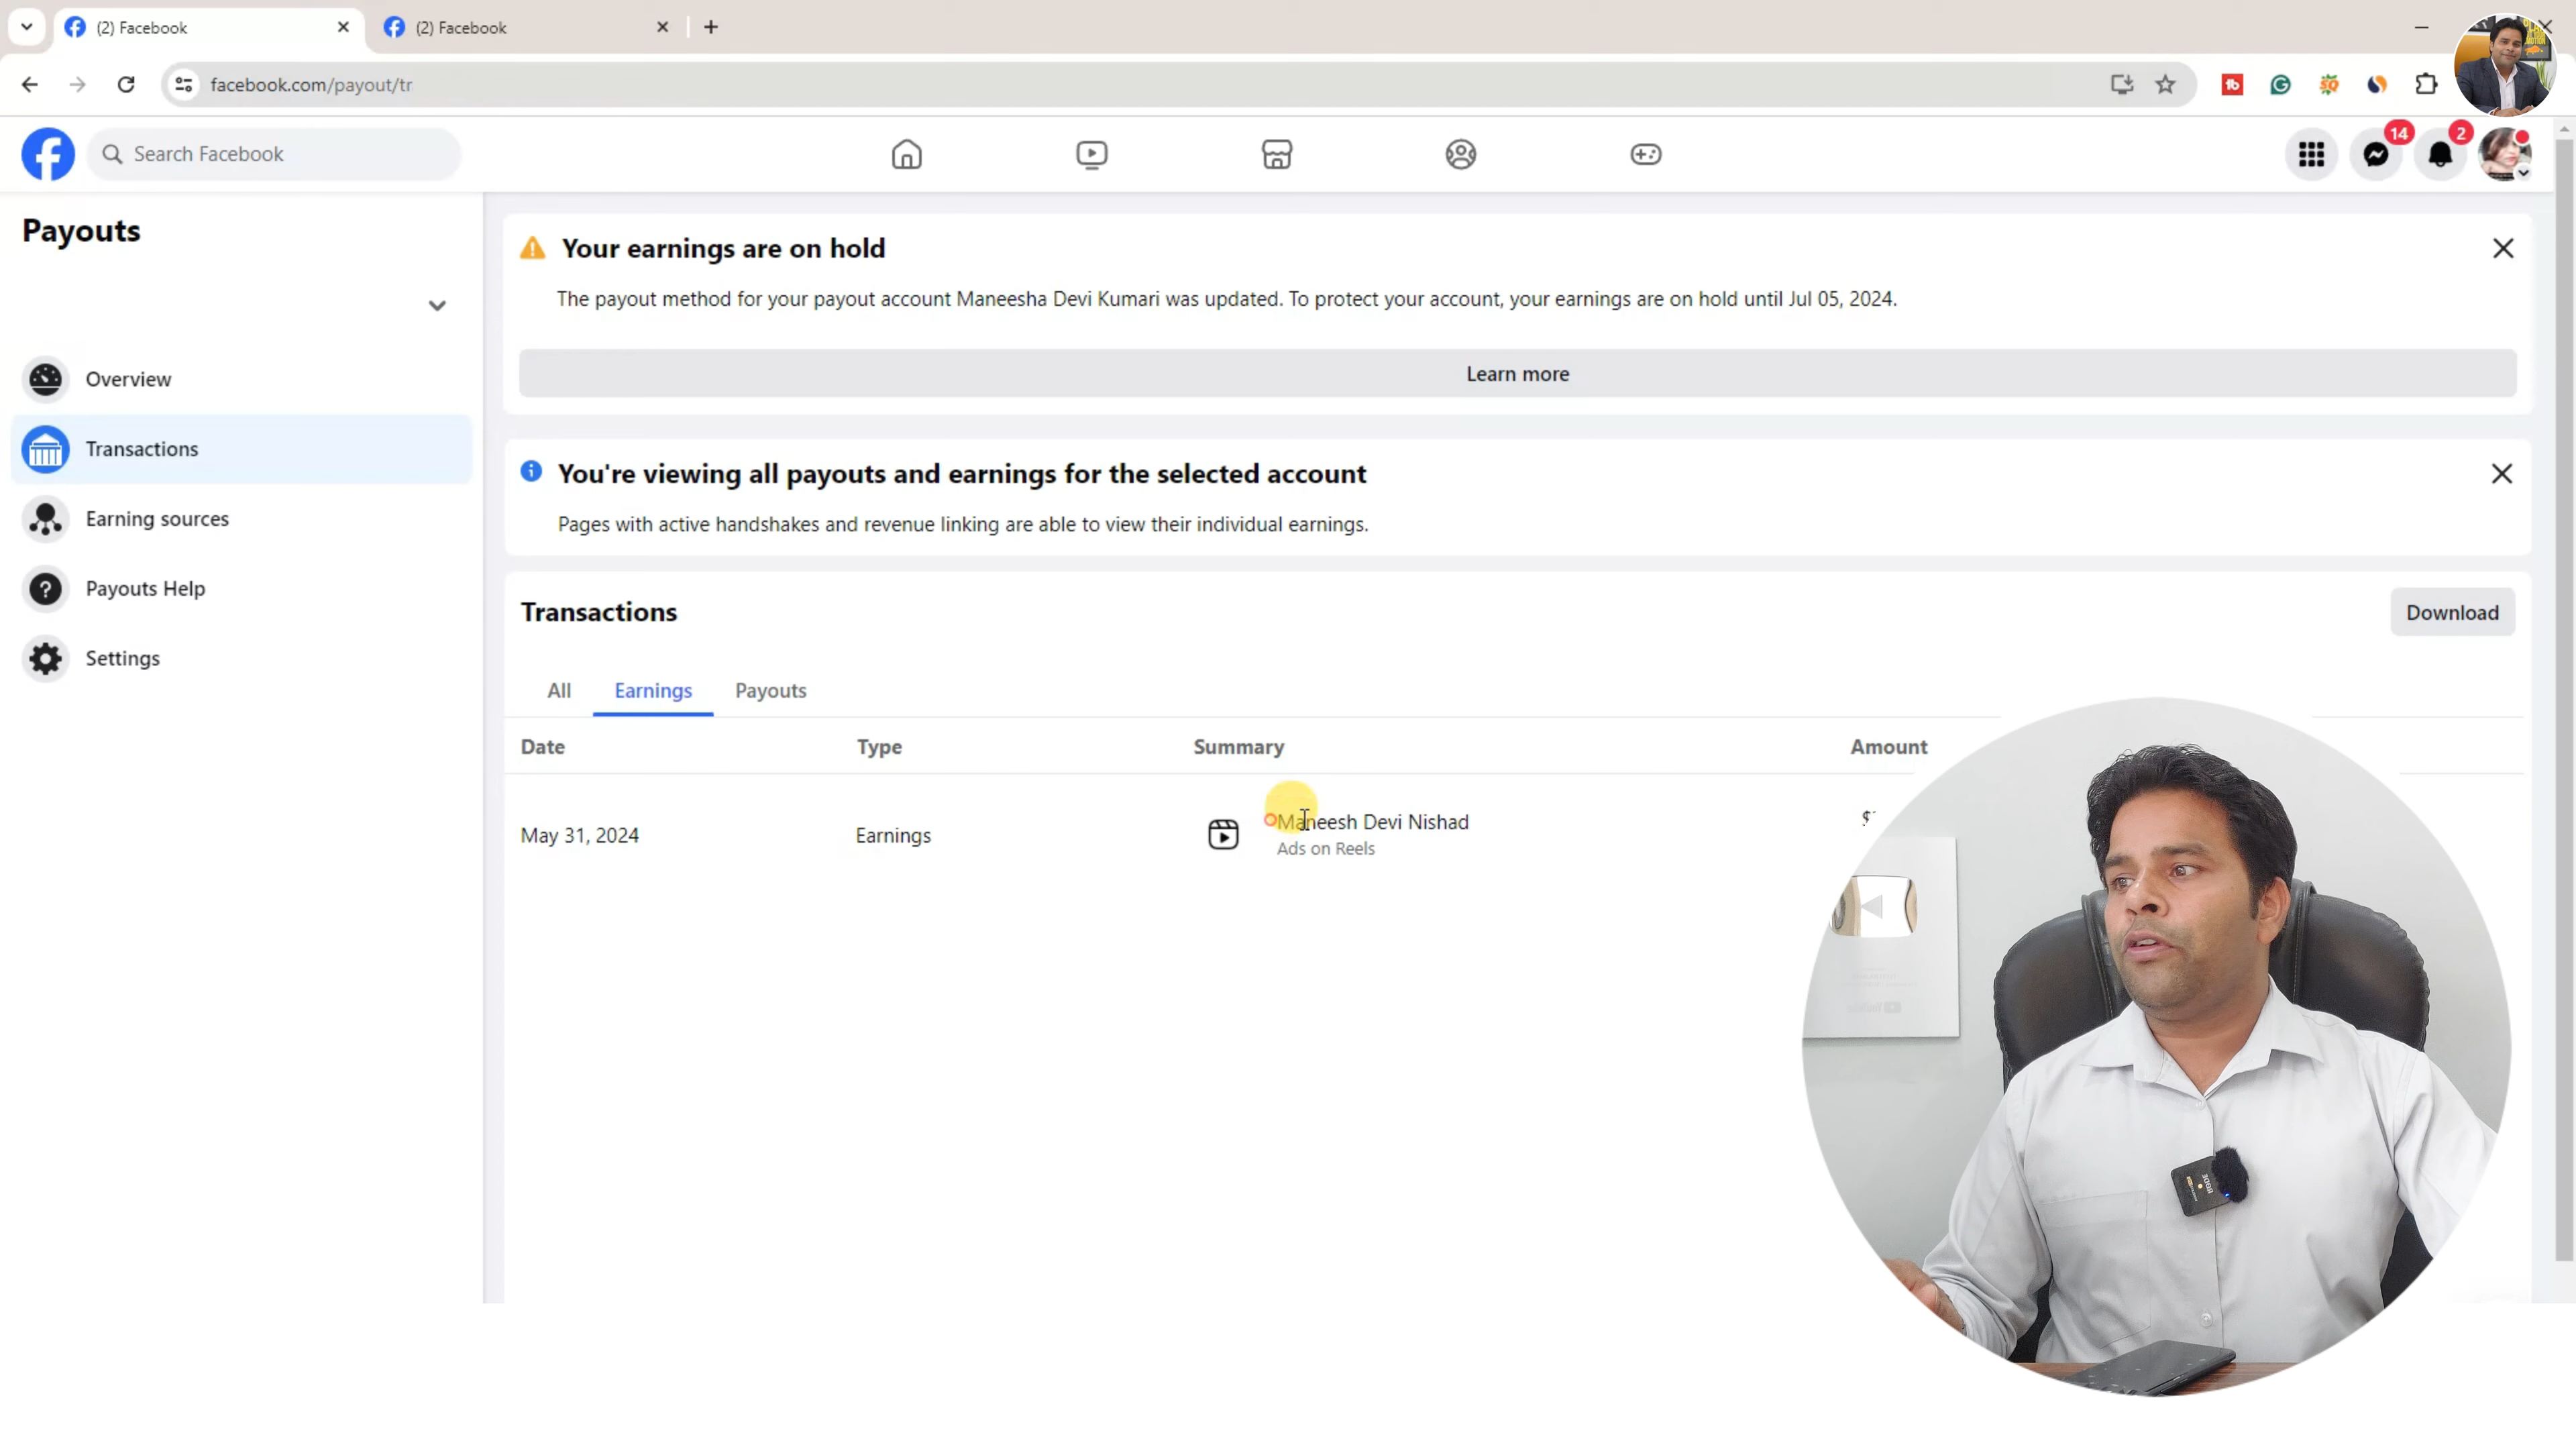 (2) Facebook
(2) Facebook
facebook.com/payout/tr
Search Facebook
14
2
Payouts
Overview
Transactions
Earning sources
Payouts Help
Settings
Your earnings are on hold
The payout method for your payout account Maneesha Devi Kumari was updated. To protect your account, your earnings are on hold until Jul 05, 2024.
Learn more
You're viewing all payouts and earnings for the selected account
Pages with active handshakes and revenue linking are able to view their individual earnings.
Transactions
Download
All Earnings Payouts
Date Type Summary Amount
May 31, 2024 Earnings Maneesh Devi Nishad $
Ads on Reels
RODE